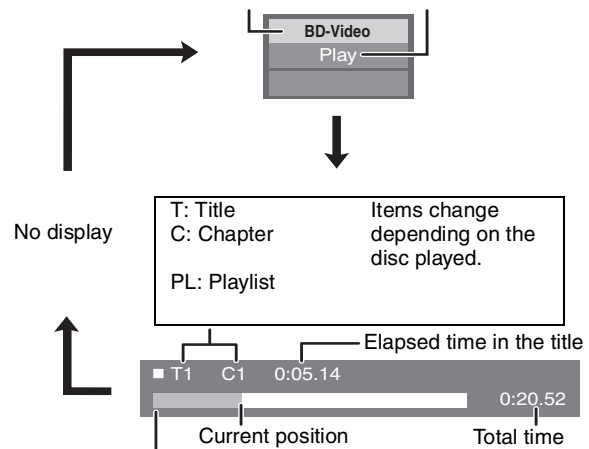 BD-Video
Play
No display
T: Title
C: Chapter
PL: Playlist
Items change
depending on the
disc played.
Elapsed time in the title
T1 C1 0:05.14
0:20.52
Current position
Total time